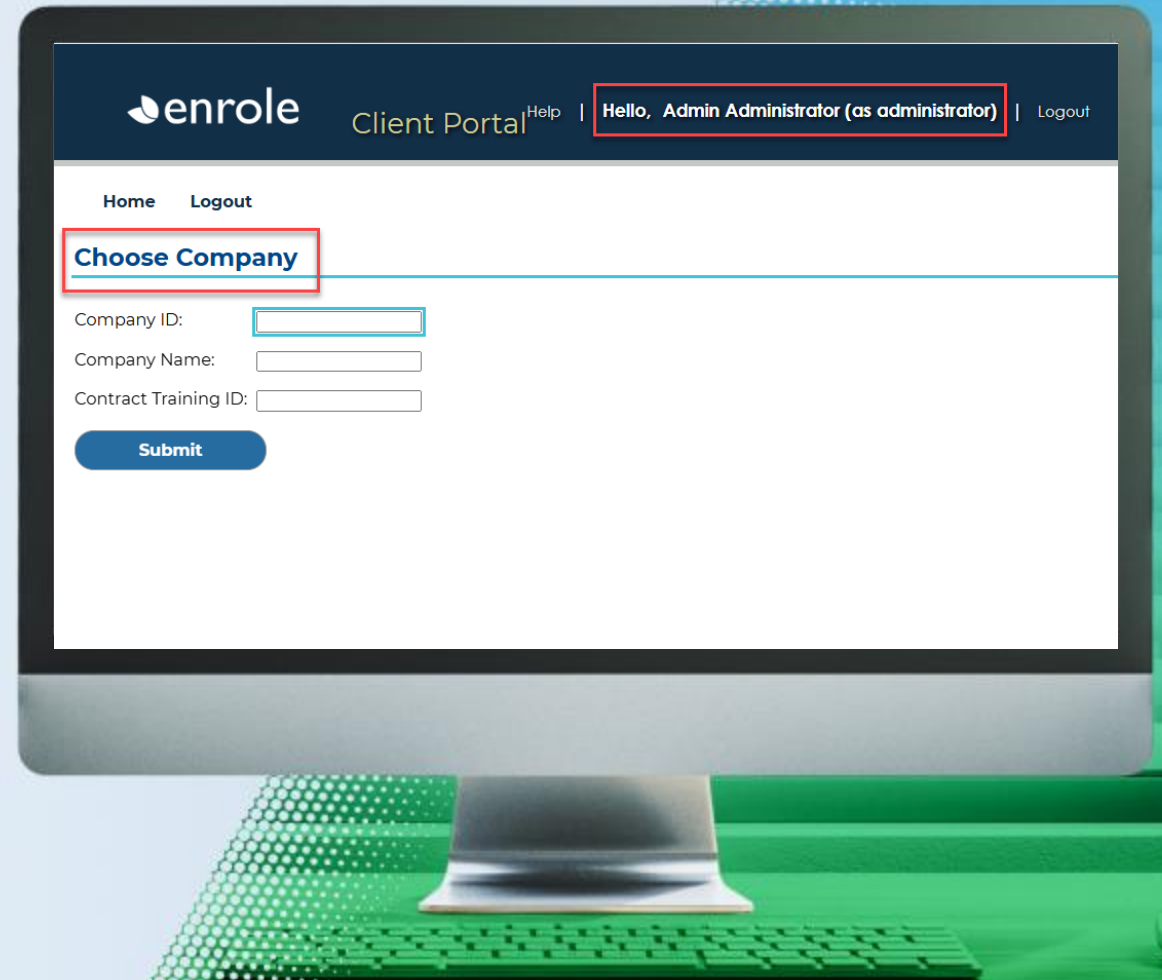 enrole
Client Portal Help | Hello, Admin Administrator (as administrator) | Logout
Home Logout
Choose Company
Company ID:
Company Name:
Contract Training ID:
Submit